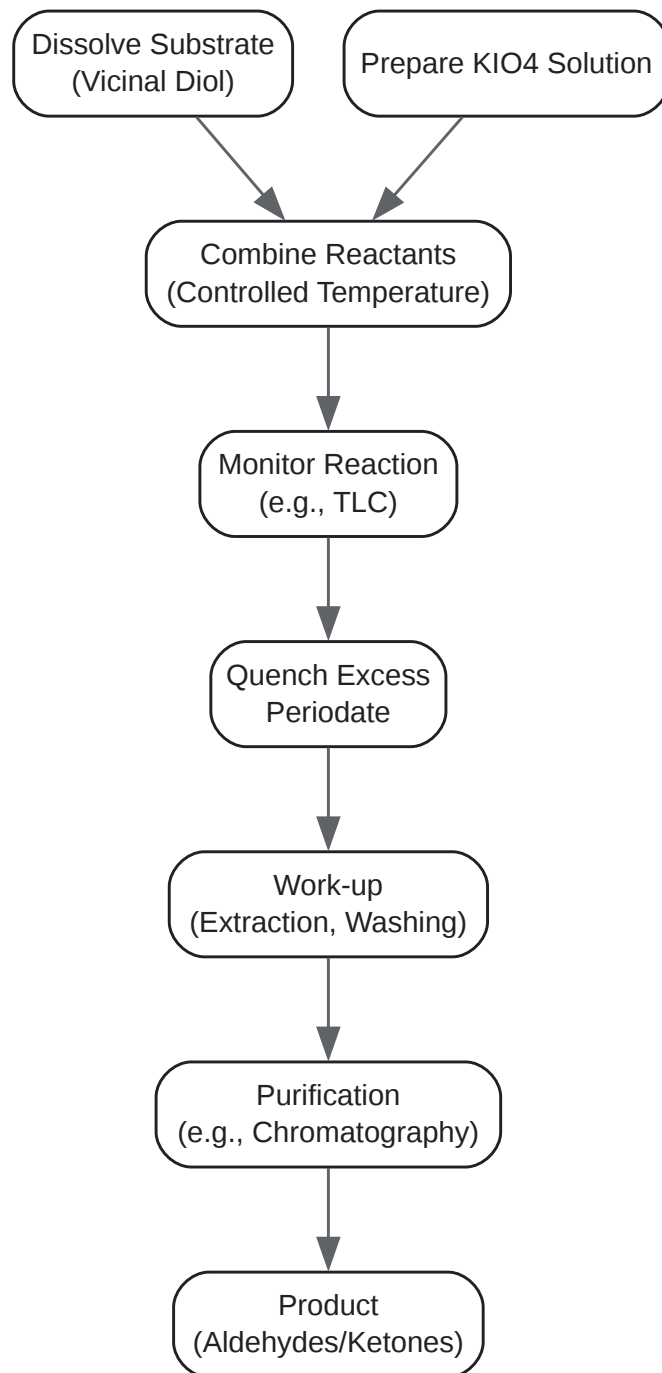 Dissolve Substrate
(Vicinal Diol)
Prepare KIO4 Solution
Combine Reactants
(Controlled Temperature)
Monitor Reaction
(e.g., TLC)
Quench Excess
Periodate
Work-up
(Extraction, Washing)
Purification
(e.g., Chromatography)
Product
(Aldehydes/Ketones)